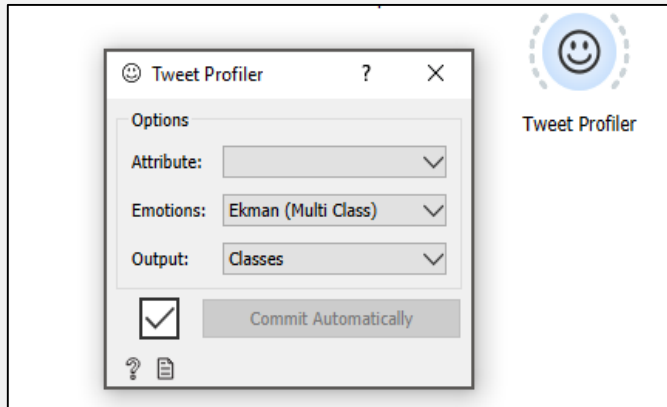 Tweet Profiler ?
Tweet Profiler
Options
Attribute:
Emotions: Ekman (Multi Class)
Output: Classes
Commit Automatically
?